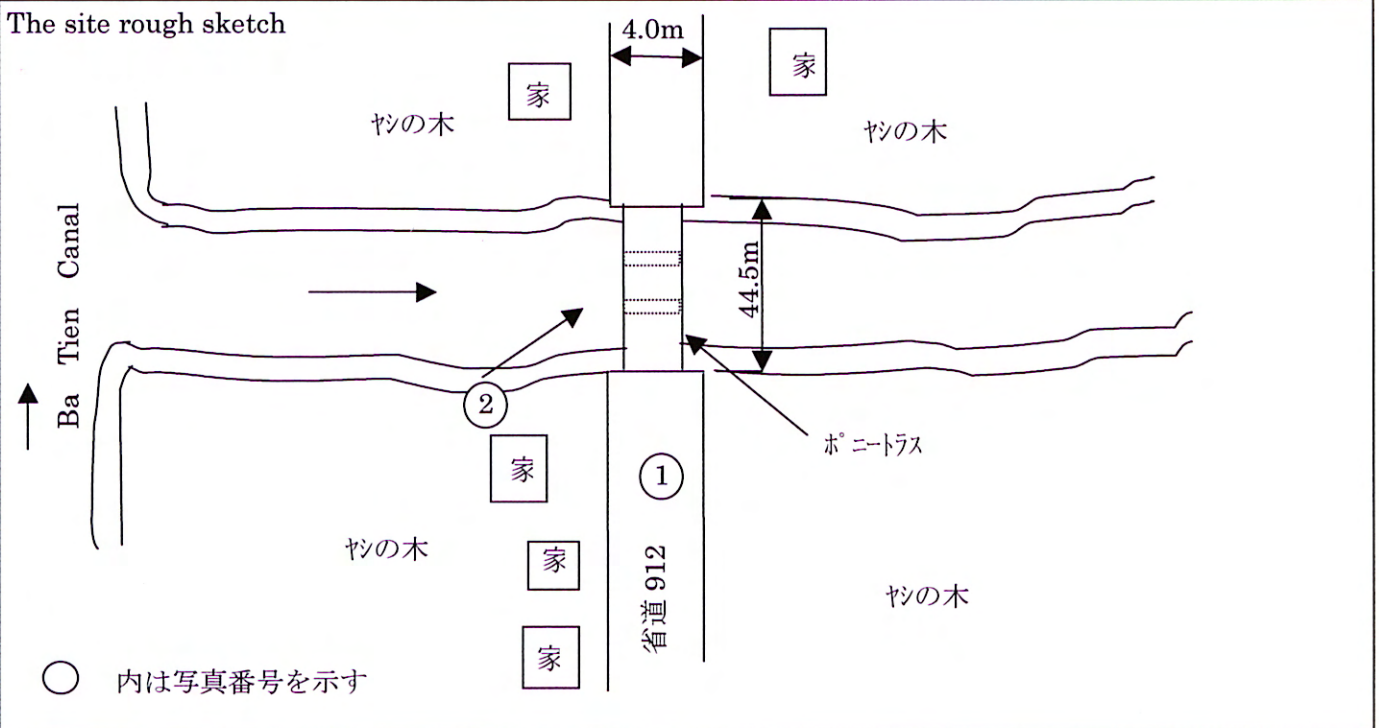 The site rough sketch
4.0m
家
家
ﾔｼの木
ﾔｼの木
Ba Tien Canal
44.5m
②
ﾎﾟﾆｰﾄﾗｽ
家
①
ﾔｼの木
家
省道 912
ﾔｼの木
家
○ 内は写真番号を示す